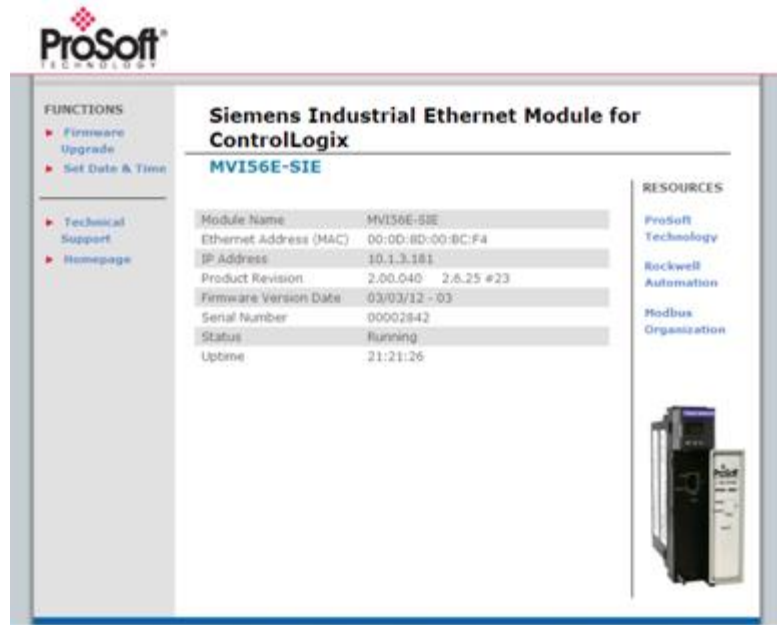 ProSoft®
TECHNOLOGY
FUNCTIONS
Firmware
Upgrade
Set Date & Time
Technical
Support
Homepage
Siemens Industrial Ethernet Module for
ControlLogix
MVI56E-SIE
Module Name MVI56E-SIE
Ethernet Address (MAC) 00:0D:8D:00:BC:F4
IP Address 10.1.3.181
Product Revision 2.00.040 2.6.25 #23
Firmware Version Date 03/03/12 - 03
Serial Number 00002842
Status Running
Uptime 21:21:26
RESOURCES
ProSoft
Technology
Rockwell
Automation
Modbus
Organization
ProSoft